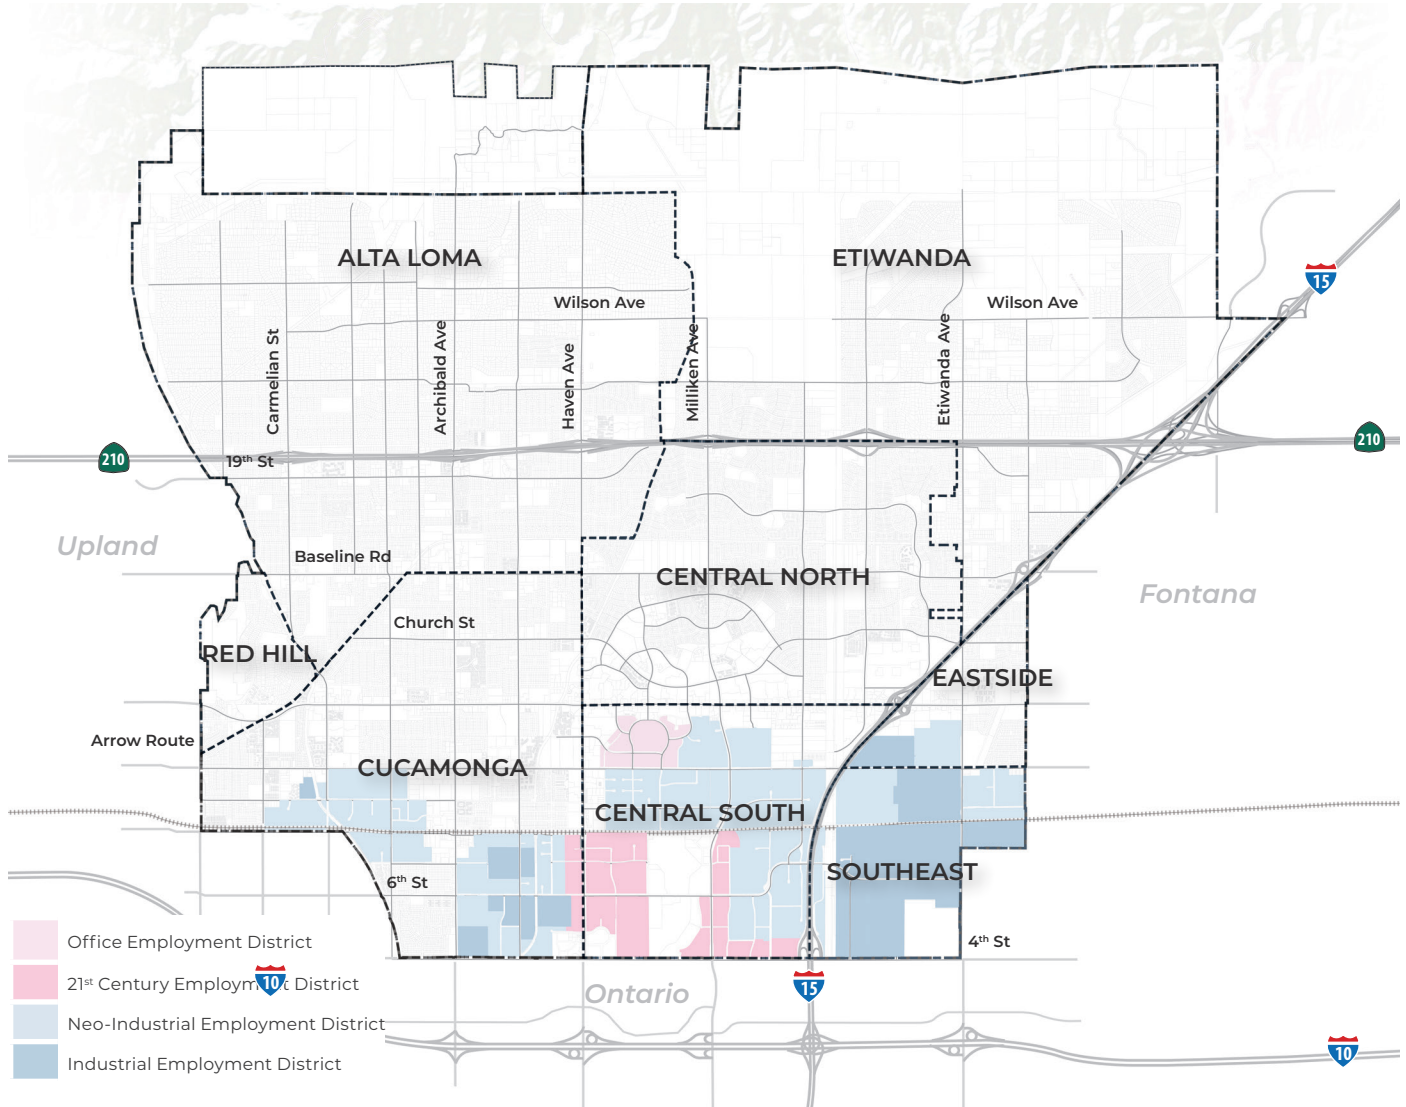 ALTA LOMA
ETIWANDA
15
Wilson Ave
Wilson Ave
Carmelian St
Archibald Ave
Haven Ave
Milliken Ave
Etiwanda Ave
210
19th St
210
Upland
Baseline Rd
CENTRAL NORTH
Fontana
Church St
RED HILL
EASTSIDE
Arrow Route
CUCAMONGA
CENTRAL SOUTH
SOUTHEAST
6th St
4th St
Office Employment District
21st Century Employment District
10
Neo-Industrial Employment District
Industrial Employment District
Ontario
15
10